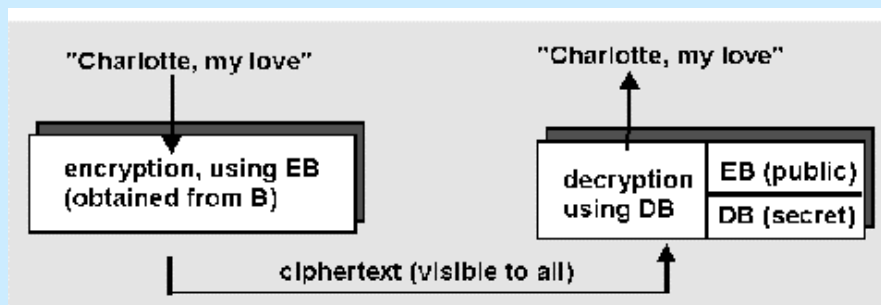 "Charlotte, my love"
"Charlotte, my love"
encryption, using EB
(obtained from B)
decryption
using DB
EB (public)
DB (secret)
ciphertext (visible to all)